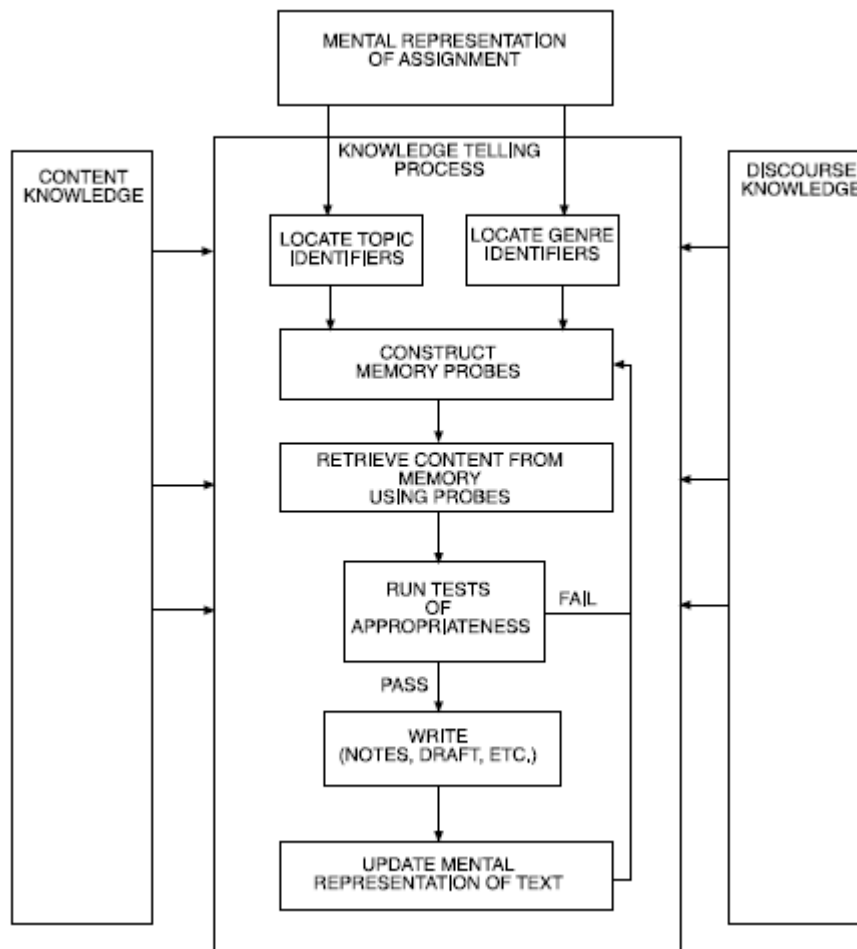 MENTAL REPRESENTATION
OF ASSIGNMENT
KNOWLEDGE TELLING
PROCESS
CONTENT
KNOWLEDGE
DISCOURSE
KNOWLEDGE
LOCATE TOPIC
IDENTIFIERS
LOCATE GENRE
IDENTIFIERS
CONSTRUCT
MEMORY PROBES
RETRIEVE CONTENT FROM
MEMORY
USING PROBES
RUN TESTS
OF
APPROPRIATENESS
FAIL
PASS
WRITE
(NOTES, DRAFT, ETC,)
UPDATE MENTAL
REPRESENTATION OF TEXT